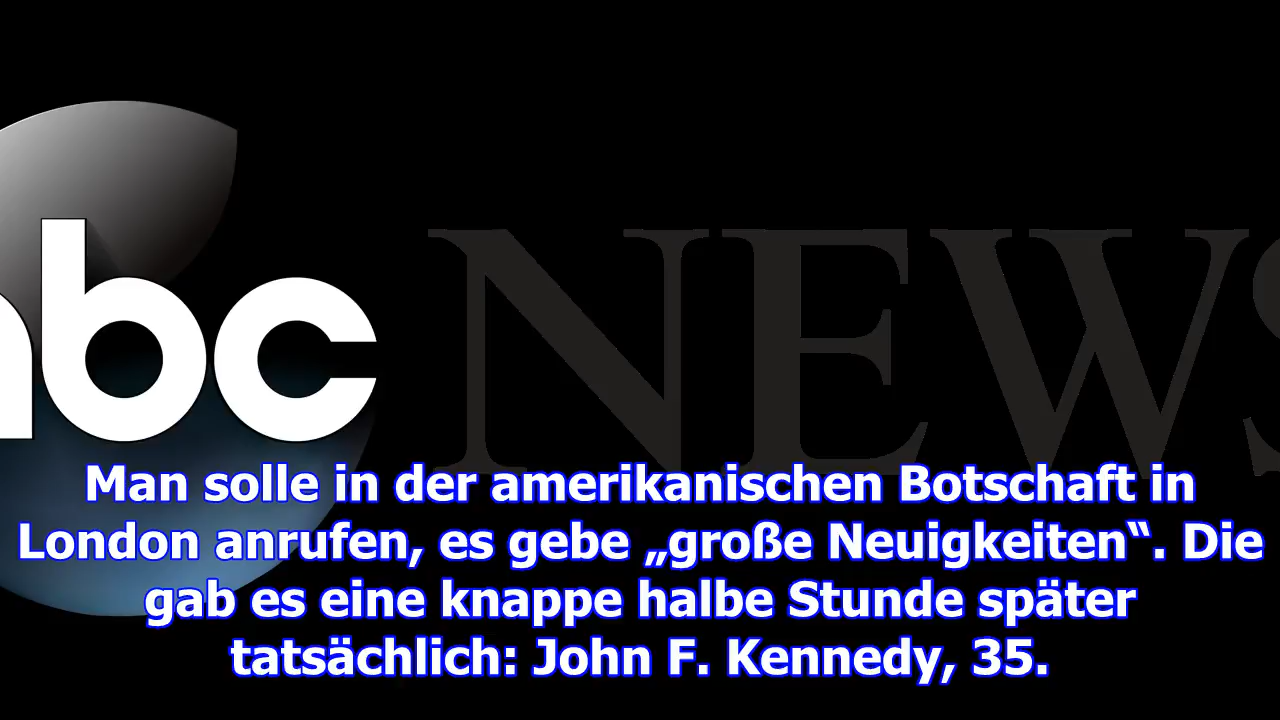 abc NEWS
Man solle in der amerikanischen Botschaft in
London anrufen, es gebe „große Neuigkeiten“. Die
gab es eine knappe halbe Stunde später
tatsächlich: John F. Kennedy, 35.